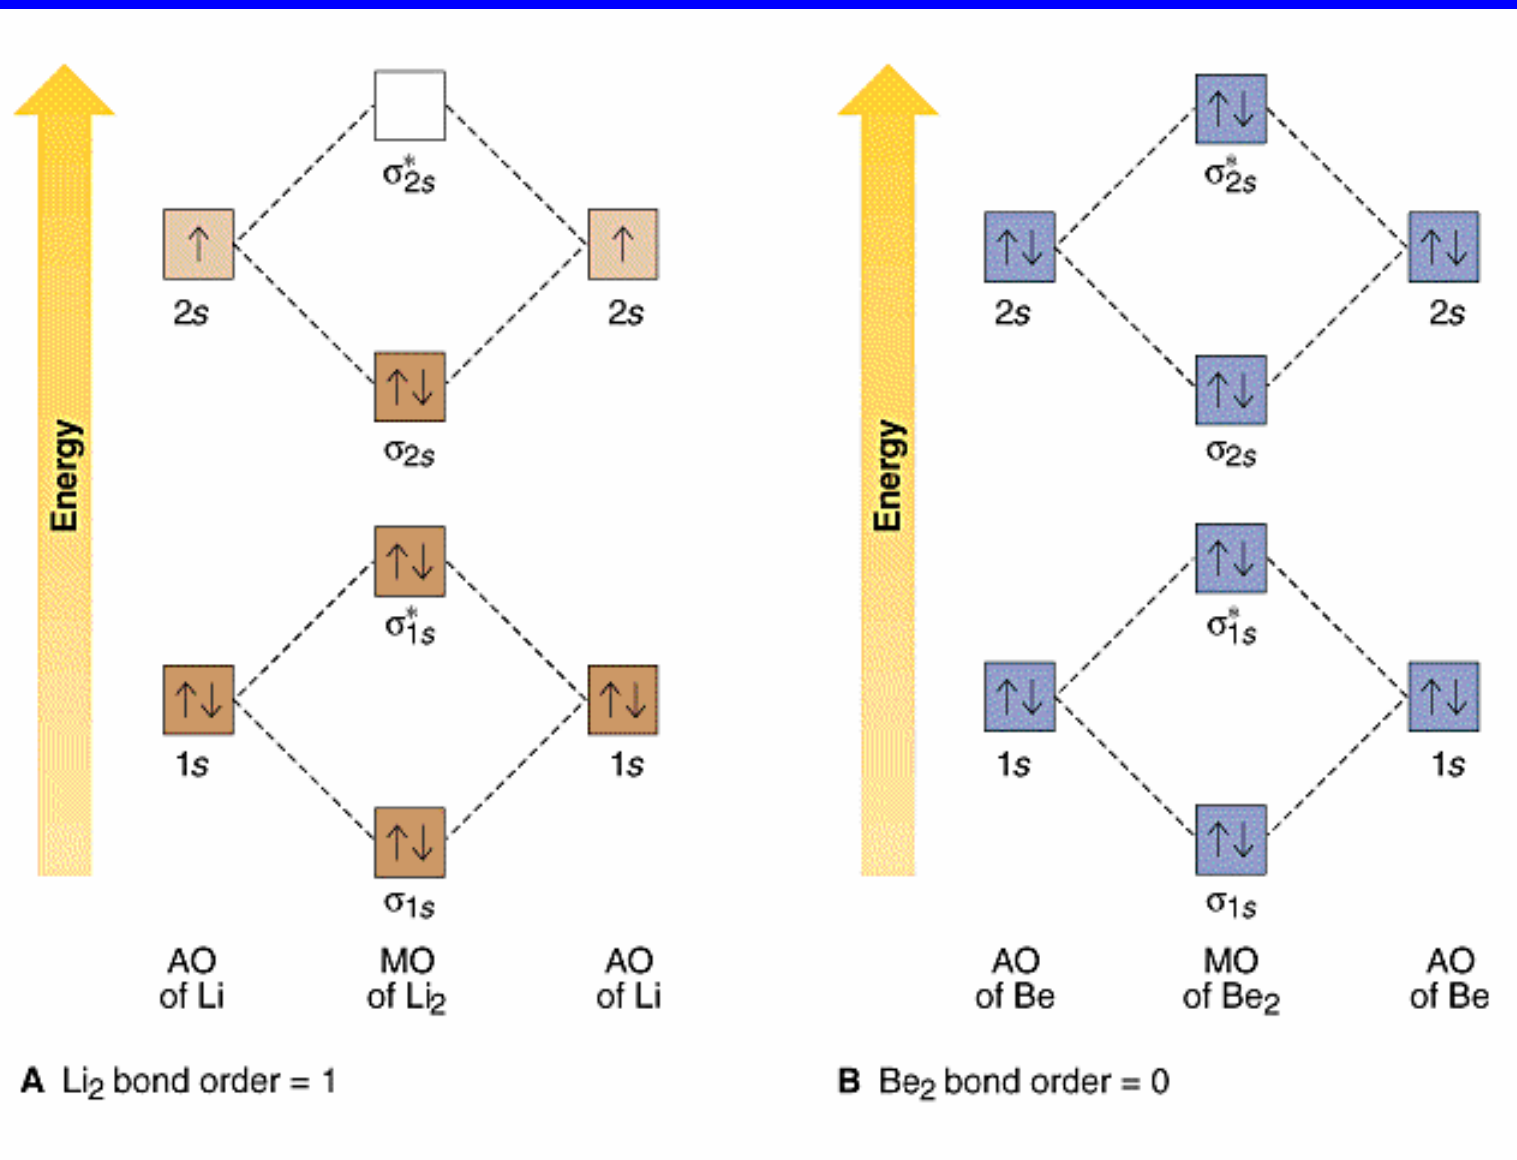 ↑↓
σ*2s
↑ ↑
2s 2s
↑↓
σ2s
↑↓
σ*1s
↑↓ ↑↓
1s 1s
↑↓
σ1s
Energy
AO MO AO
of Li of Li2 of Li
A Li2 bond order = 1
↑↓
σ*2s
↑↓ ↑↓
2s 2s
↑↓
σ2s
↑↓
σ*1s
↑↓ ↑↓
1s 1s
↑↓
σ1s
Energy
AO MO AO
of Be of Be2 of Be
B Be2 bond order = 0